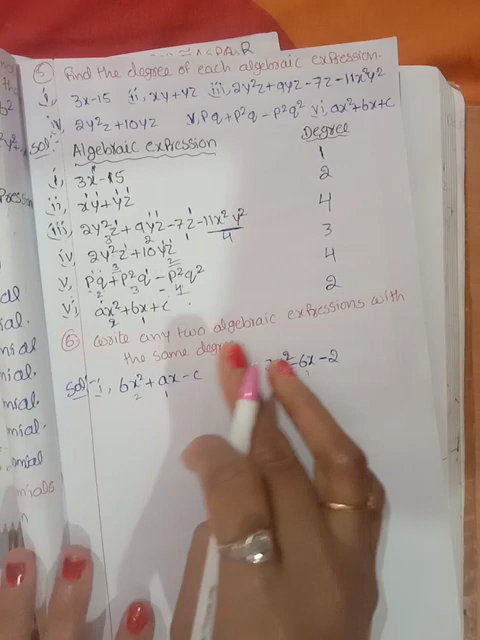 5) Find the degree of each algebraic expression.
i, 3x-15 ii, xy+yz iii, 2y²z+9yz-7z-11x²y²
iv, 2y²z+10yz v, pq+p²q-p²q² vi, ax²+bx+c
Sol:- Algebraic expression Degree
i, 3x-15 1
ii, xy+yz 2
iii, 2y²z+9yz-7z-11x²y² 4
iv, 2y²z+10yz 3
v, pq+p²q-p²q² 4
vi, ax²+bx+c 2
6) Write any two algebraic expressions with
the same degree
Sol:- i, 6x²+ax-c 6x-2